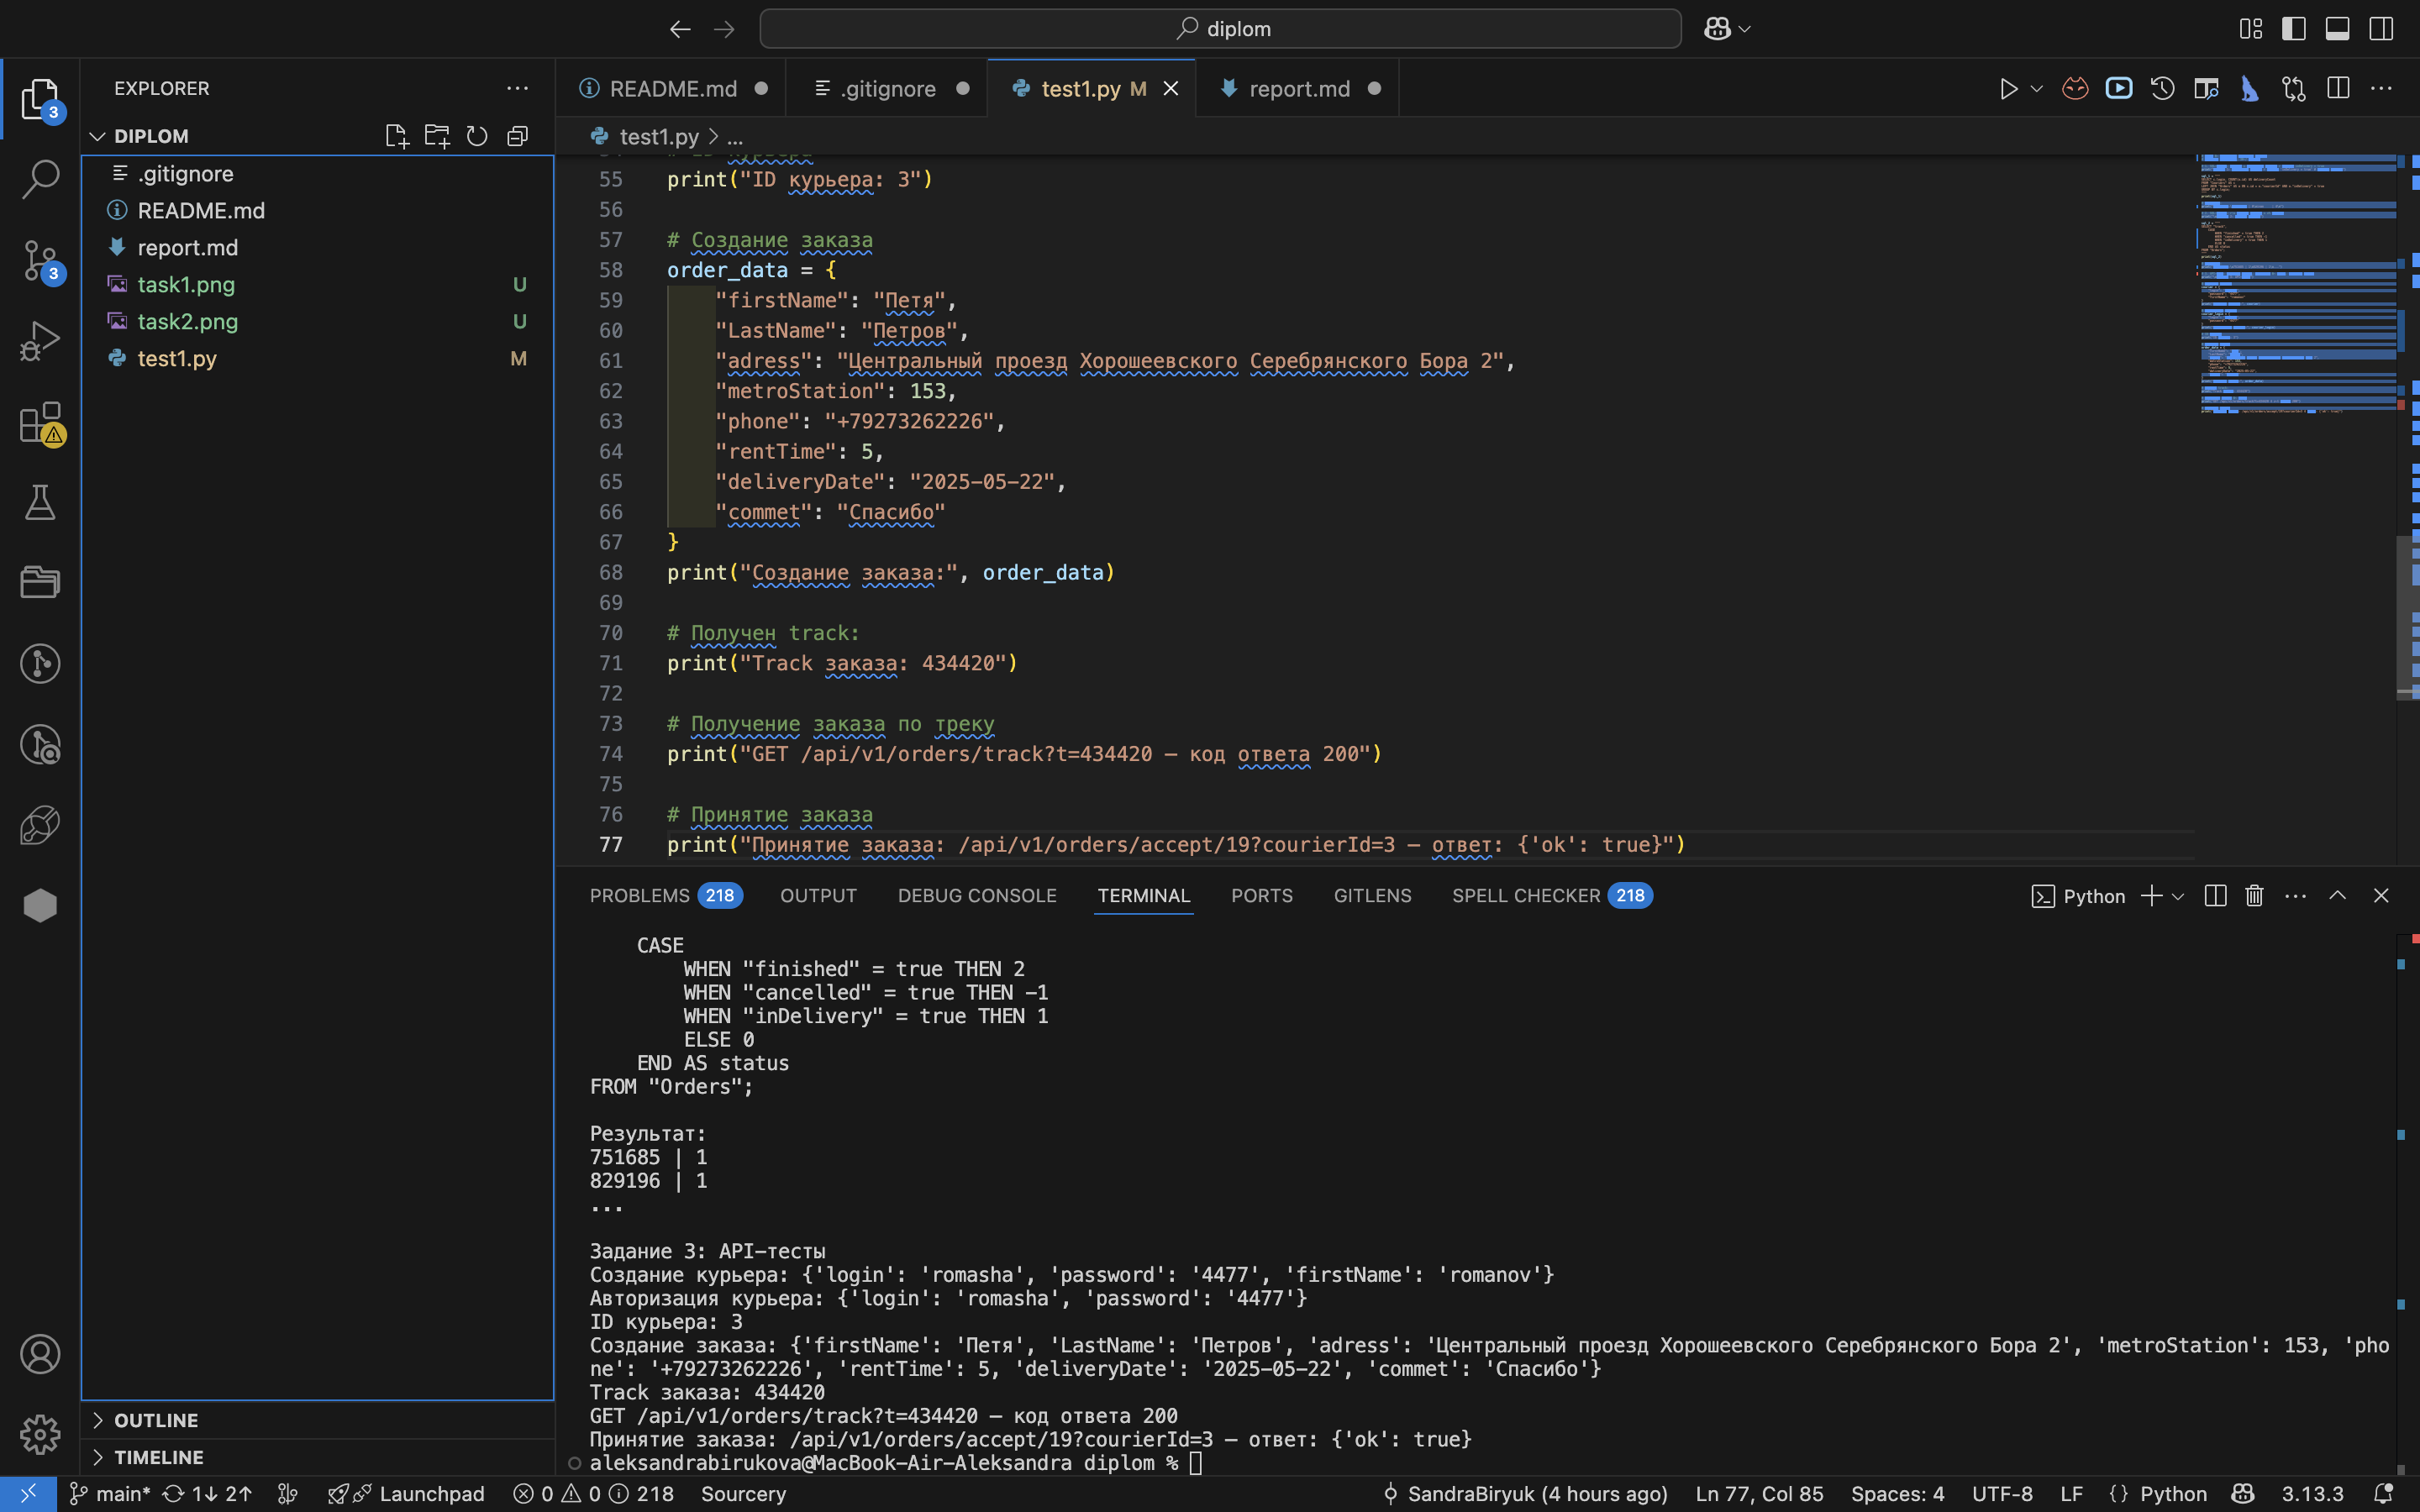 diplom
EXPLORER
README.md
.gitignore
test1.py M
report.md
DIPLOM
test1.py > ...
.gitignore
README.md
report.md
task1.png U
task2.png U
test1.py M
3
3
55 print("ID курьера: 3")
56
57 # Создание заказа
58 order_data = {
59 "firstName": "Петя",
60 "LastName": "Петров",
61 "adress": "Центральный проезд Хорошеевского Серебрянского Бора 2",
62 "metroStation": 153,
63 "phone": "+79273262226",
64 "rentTime": 5,
65 "deliveryDate": "2025-05-22",
66 "commet": "Спасибо"
67 }
68 print("Создание заказа:", order_data)
69
70 # Получен track:
71 print("Track заказа: 434420")
72
73 # Получение заказа по треку
74 print("GET /api/v1/orders/track?t=434420 — код ответа 200")
75
76 # Принятие заказа
77 print("Принятие заказа: /api/v1/orders/accept/19?courierId=3 — ответ: {'ok': true}")
PROBLEMS 218 OUTPUT DEBUG CONSOLE TERMINAL PORTS GITLENS SPELL CHECKER 218
Python
CASE
WHEN "finished" = true THEN 2
WHEN "cancelled" = true THEN -1
WHEN "inDelivery" = true THEN 1
ELSE 0
END AS status
FROM "Orders";
Результат:
751685 | 1
829196 | 1
...
Задание 3: API-тесты
Создание курьера: {'login': 'romasha', 'password': '4477', 'firstName': 'romanov'}
Авторизация курьера: {'login': 'romasha', 'password': '4477'}
ID курьера: 3
Создание заказа: {'firstName': 'Петя', 'LastName': 'Петров', 'adress': 'Центральный проезд Хорошеевского Серебрянского Бора 2', 'metroStation': 153, 'pho
ne': '+79273262226', 'rentTime': 5, 'deliveryDate': '2025-05-22', 'commet': 'Спасибо'}
Track заказа: 434420
GET /api/v1/orders/track?t=434420 — код ответа 200
Принятие заказа: /api/v1/orders/accept/19?courierId=3 — ответ: {'ok': true}
aleksandrabirukova@MacBook-Air-Aleksandra diplom %
OUTLINE
TIMELINE
main* 1↓ 2↑ Launchpad 0 0 218 Sourcery SandraBiryuk (4 hours ago) Ln 77, Col 85 Spaces: 4 UTF-8 LF {} Python 3.13.3